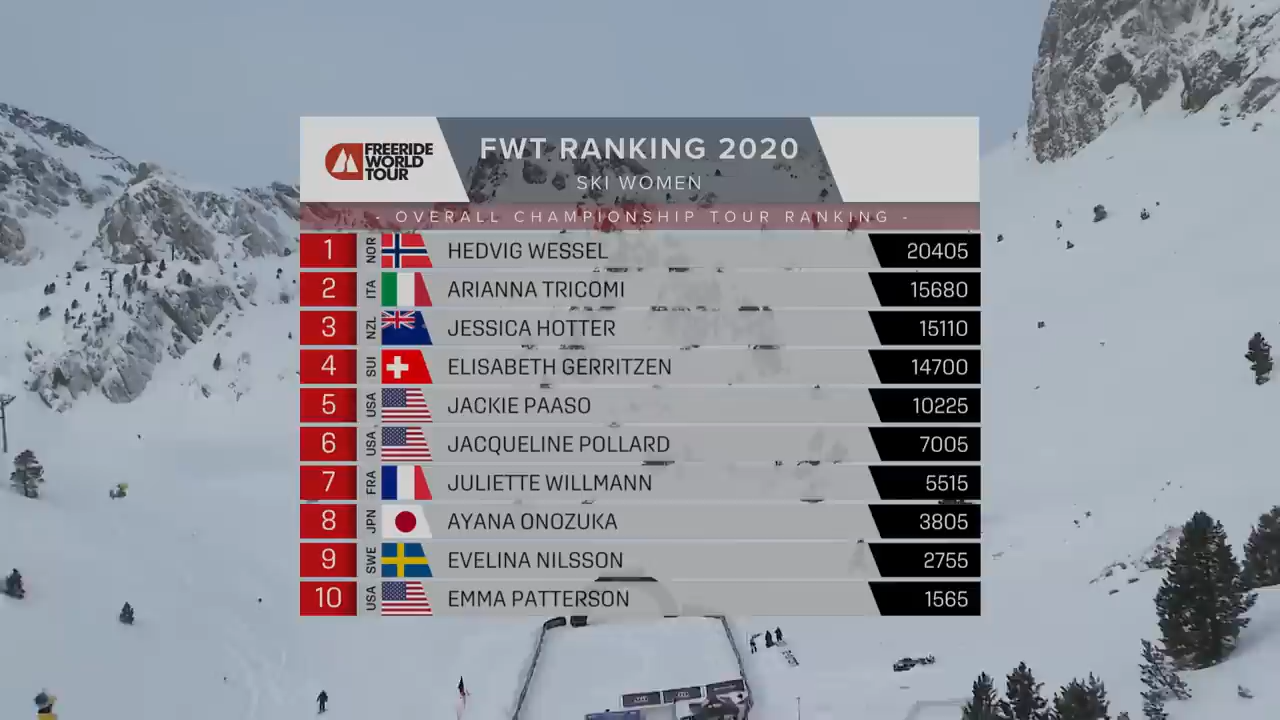 FREERIDE
WORLD
TOUR
FWT RANKING 2020
SKI WOMEN
- OVERALL CHAMPIONSHIP TOUR RANKING -
1 NOR HEDVIG WESSEL 20405
2 ITA ARIANNA TRICOMI 15680
3 NZL JESSICA HOTTER 15110
4 SUI ELISABETH GERRITZEN 14700
5 USA JACKIE PAASO 10225
6 USA JACQUELINE POLLARD 7005
7 FRA JULIETTE WILLMANN 5515
8 JPN AYANA ONOZUKA 3805
9 SWE EVELINA NILSSON 2755
10 USA EMMA PATTERSON 1565